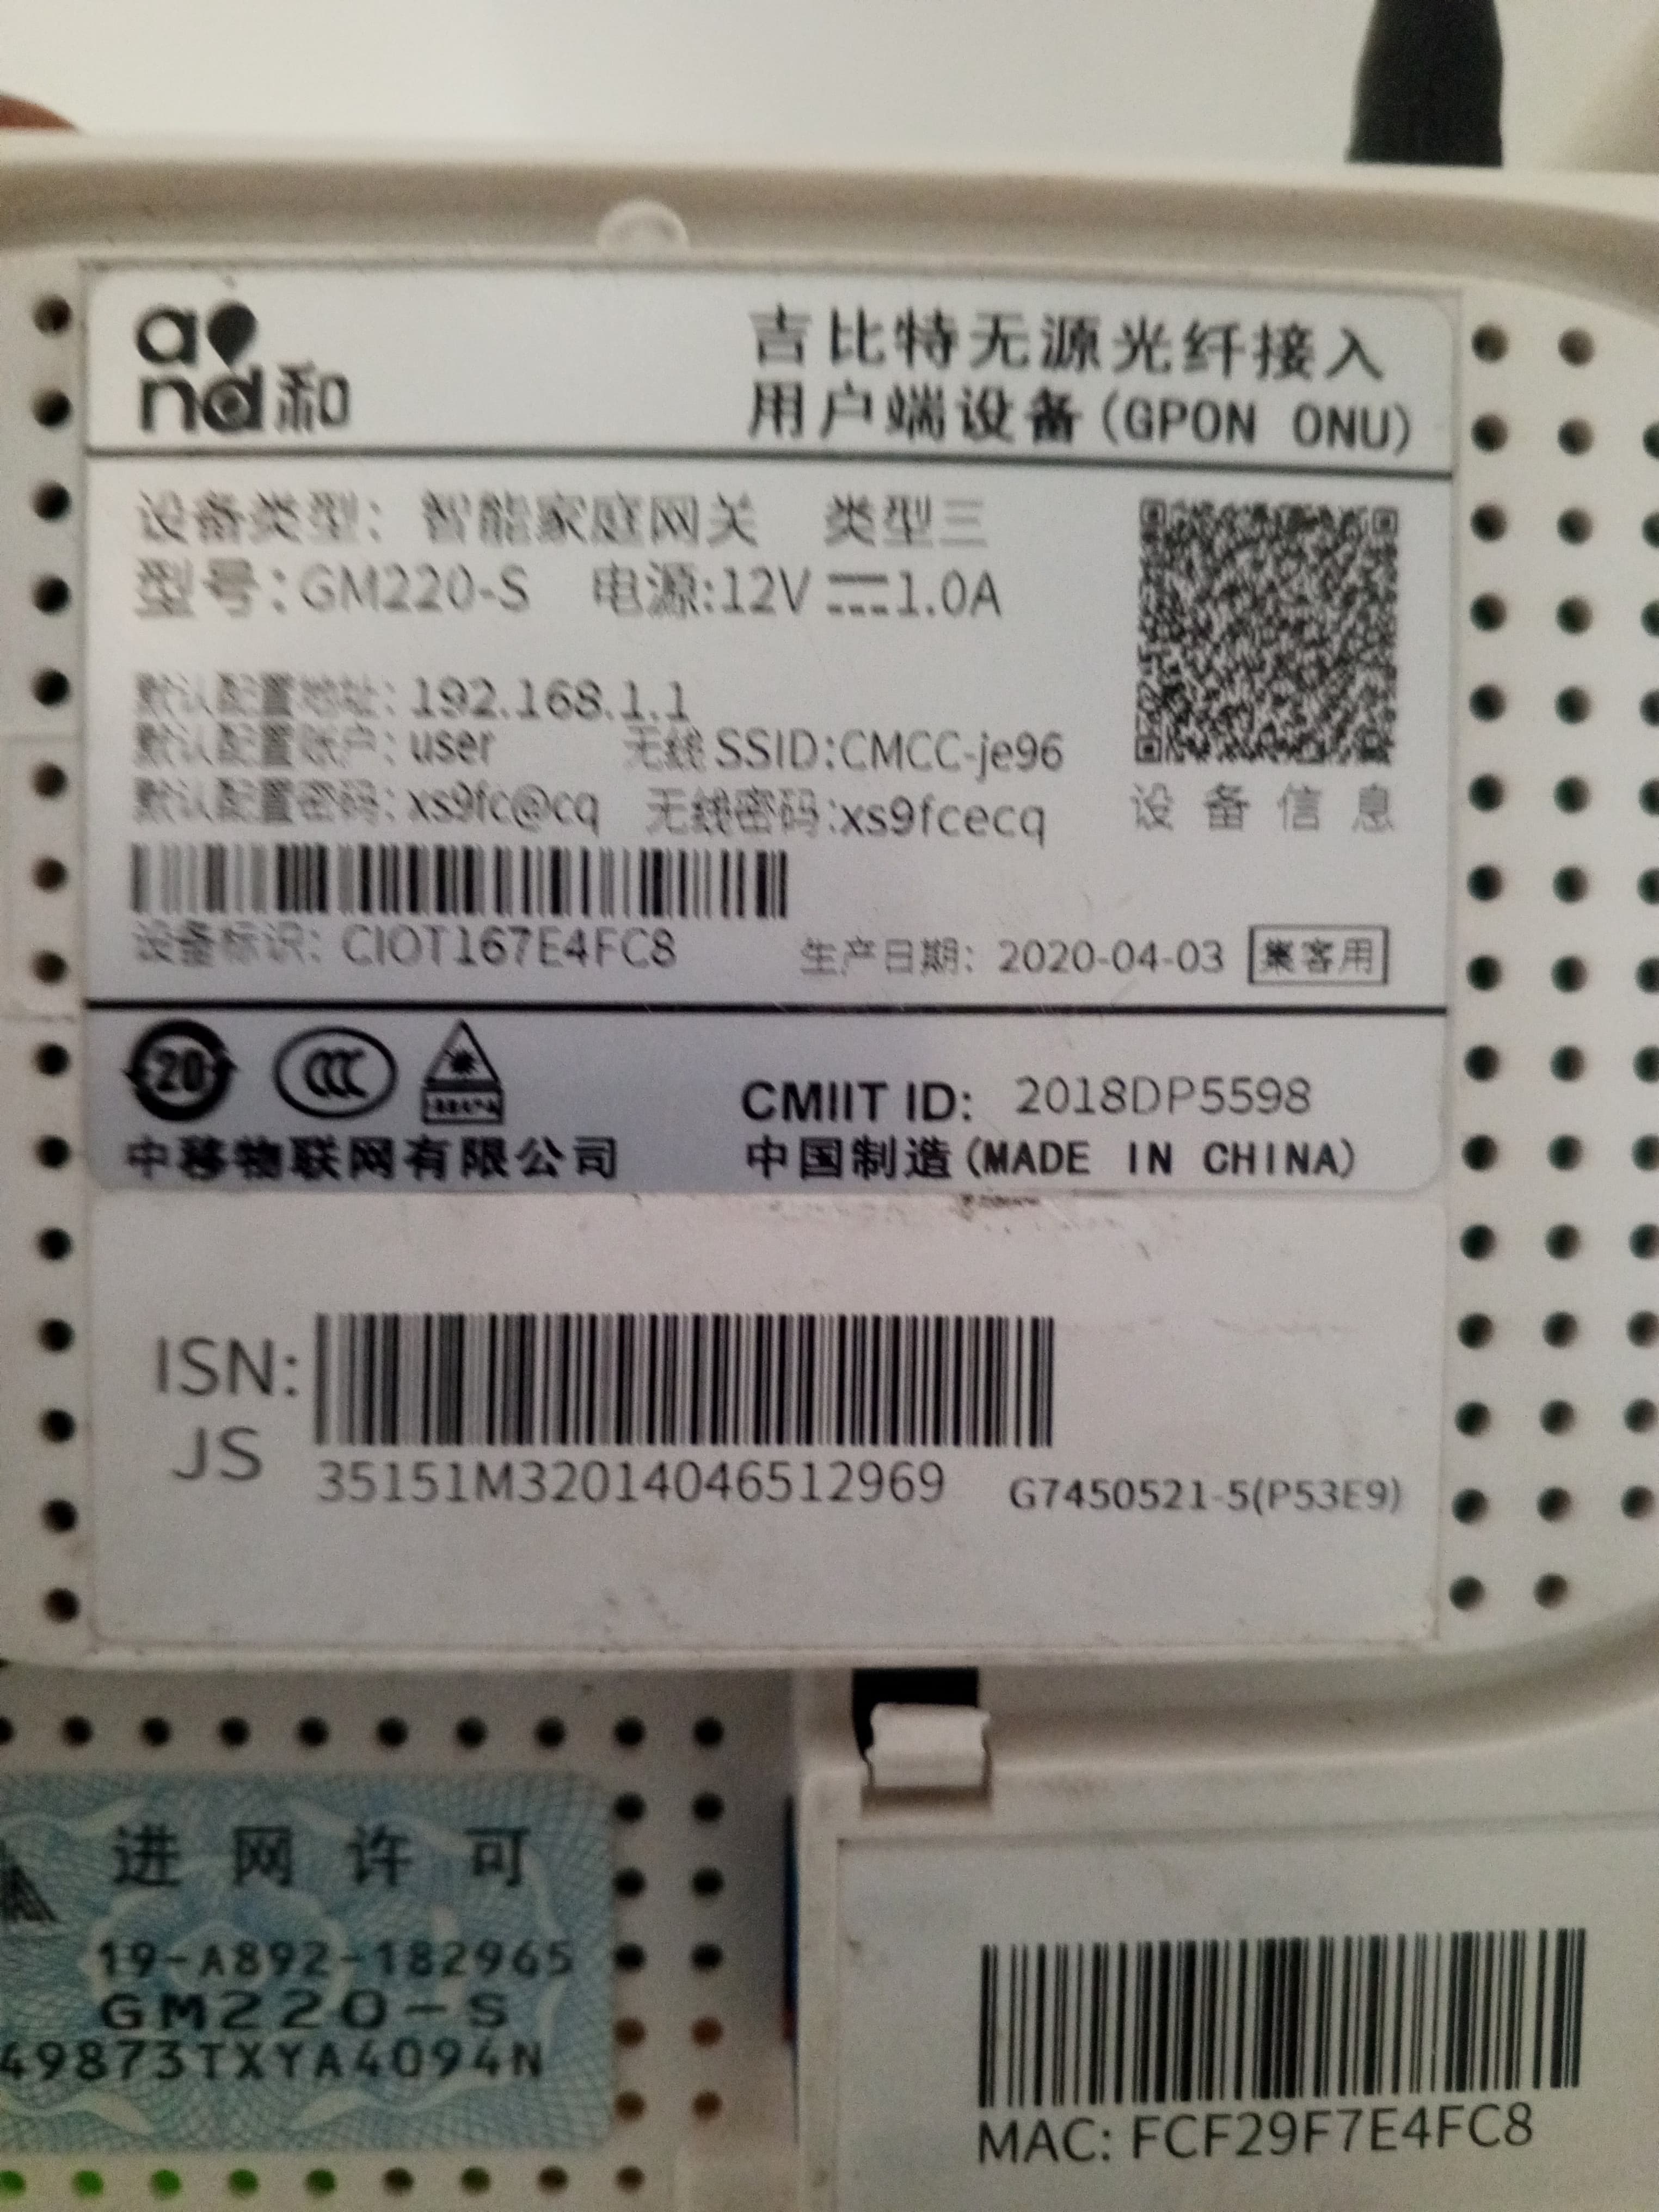 and和
吉比特无源光纤接入
用户端设备(GPON ONU)
设备类型: 智能家庭网关 类型三
型号:GM220-S 电源:12V 1.0A
默认配置地址: 192.168.1.1
默认配置账户: user 无线SSID:CMCC-je96
默认配置密码: xs9fc@cq 无线密码:xs9fcecq
设备信息
设备标识: CIOT167E4FC8 生产日期: 2020-04-03 集客用
20 CCC
CMIIT ID: 2018DP5598
中移物联网有限公司 中国制造(MADE IN CHINA)
ISN:
JS
35151M32014046512969 G7450521-5(P53E9)
进网许可
19-A892-182965
GM220-S
49873TXYA4094N
MAC: FCF29F7E4FC8